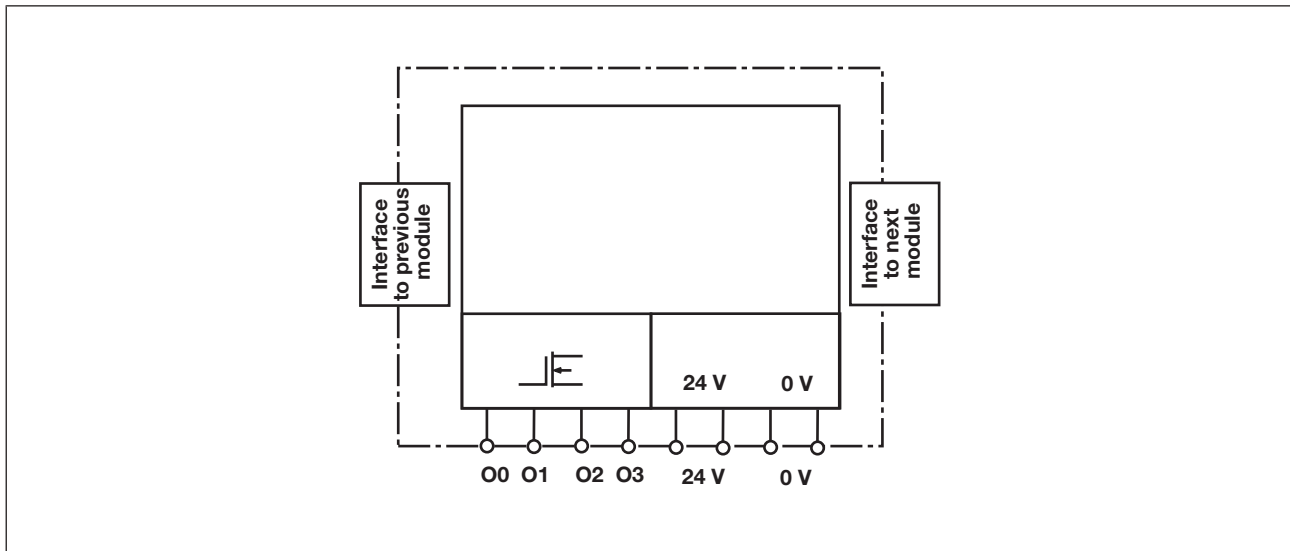 Interface
to previous
module
Interface
to next
module
24 V 0 V
O0 O1 O2 O3 24 V 0 V